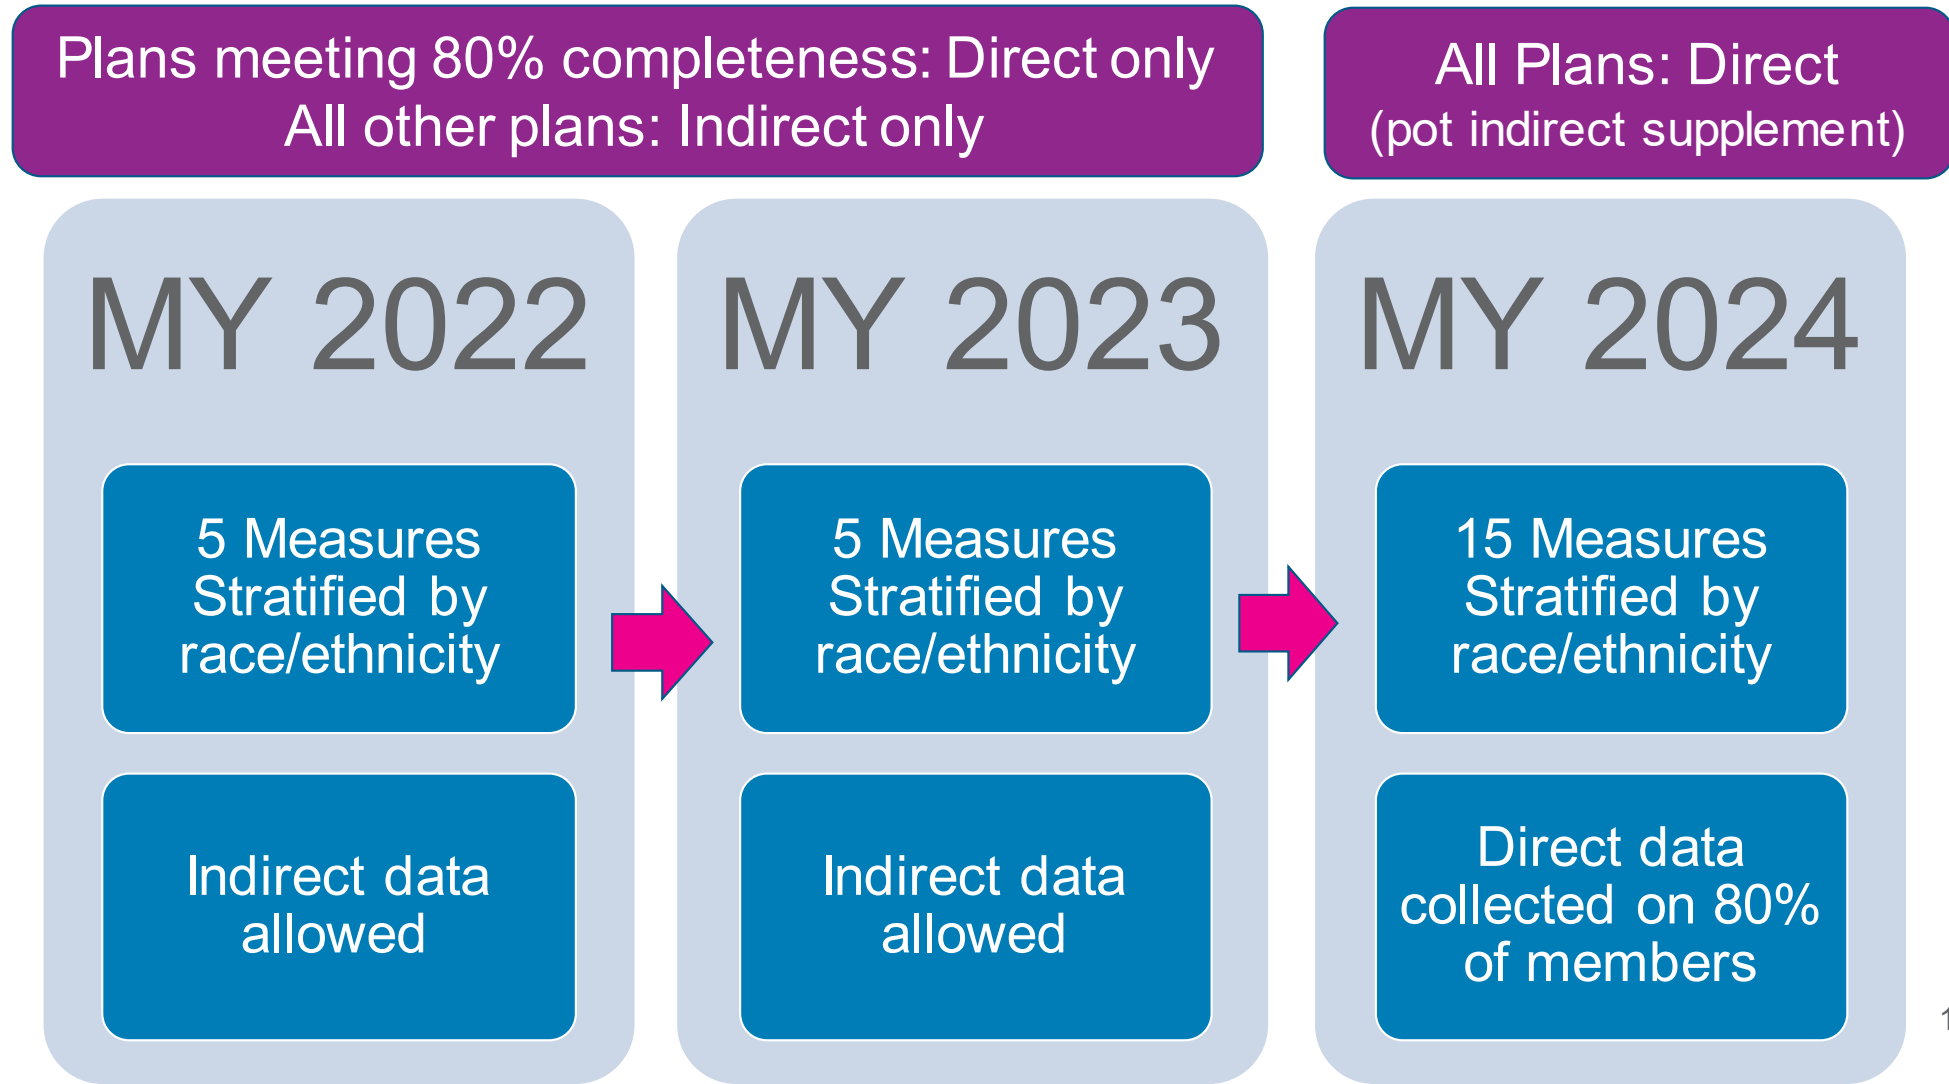 Plans meeting 80% completeness: Direct only
All other plans: Indirect only
All Plans: Direct
(pot indirect supplement)
MY 2022
5 Measures
Stratified by
race/ethnicity
Indirect data
allowed
MY 2023
5 Measures
Stratified by
race/ethnicity
Indirect data
allowed
MY 2024
15 Measures
Stratified by
race/ethnicity
Direct data
collected on 80%
of members